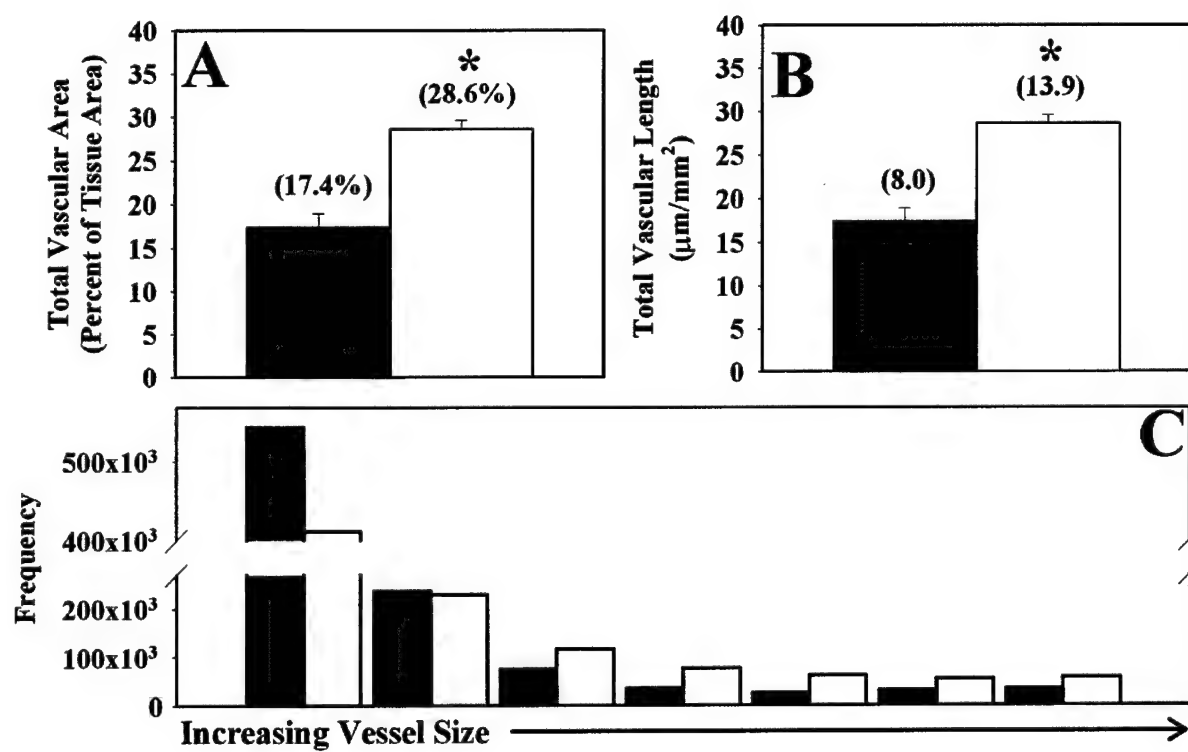 A
Total Vascular Area
(Percent of Tissue Area)
40
35
30
25
20
15
10
5
0
(17.4%)
*
(28.6%)
B
Total Vascular Length
(µm/mm²)
40
35
30
25
20
15
10
5
0
(8.0)
*
(13.9)
C
Frequency
500x10³
400x10³
200x10³
100x10³
0
Increasing Vessel Size